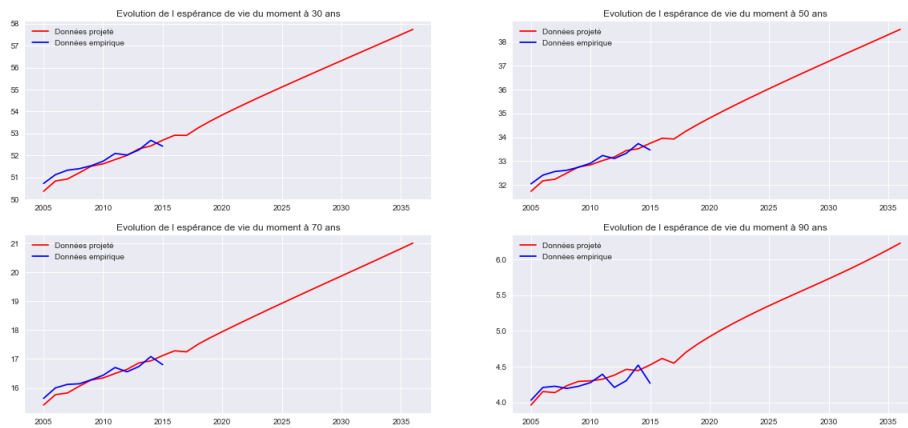 Evolution de l espérance de vie du moment à 30 ans
58
57
56
55
54
53
52
51
50
Données projeté
Données empirique
2005 2010 2015 2020 2025 2030 2035
Evolution de l espérance de vie du moment à 50 ans
38
37
36
35
34
33
32
Données projeté
Données empirique
2005 2010 2015 2020 2025 2030 2035
Evolution de l espérance de vie du moment à 70 ans
21
20
19
18
17
16
Données projeté
Données empirique
2005 2010 2015 2020 2025 2030 2035
Evolution de l espérance de vie du moment à 90 ans
6.0
5.5
5.0
4.5
4.0
Données projeté
Données empirique
2005 2010 2015 2020 2025 2030 2035